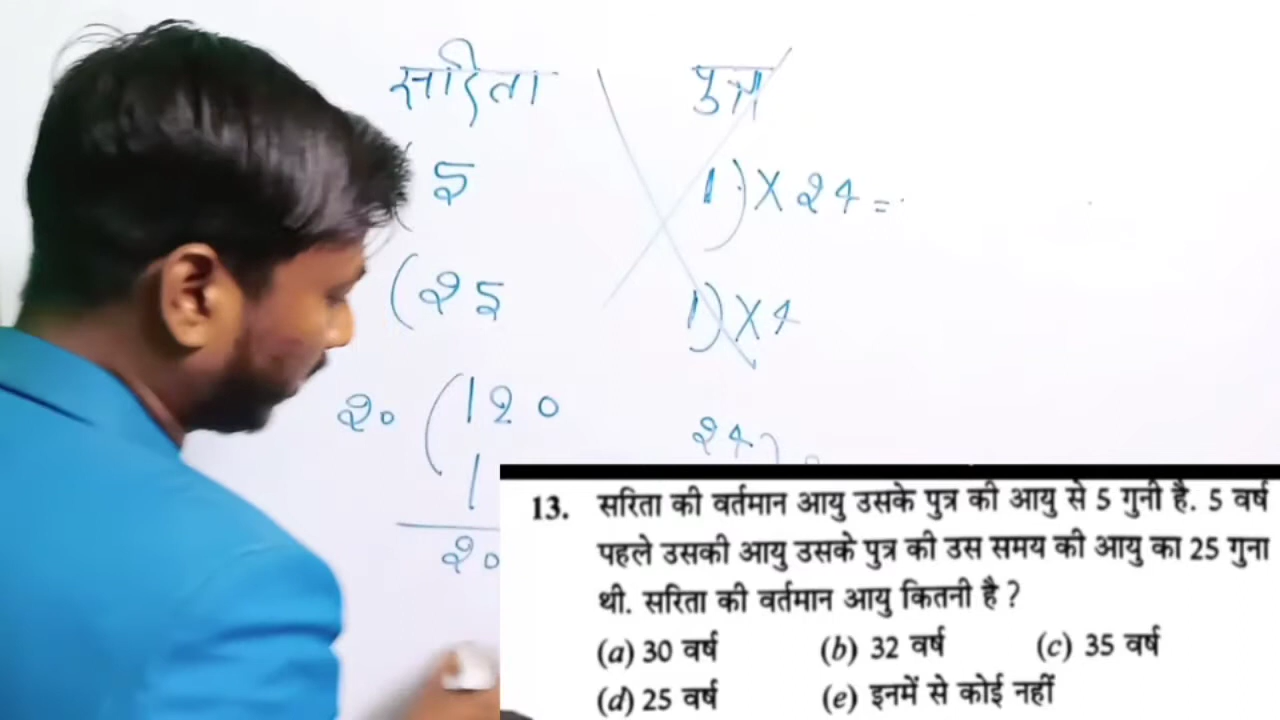 सरिता पुत्र
( 5 1) × 24 =
( 25 1) × 4
20 ( 120 24)
1
20
13. सरिता की वर्तमान आयु उसके पुत्र की आयु से 5 गुनी है. 5 वर्ष
पहले उसकी आयु उसके पुत्र की उस समय की आयु का 25 गुना
थी. सरिता की वर्तमान आयु कितनी है ?
(a) 30 वर्ष (b) 32 वर्ष (c) 35 वर्ष
(d) 25 वर्ष (e) इनमें से कोई नहीं